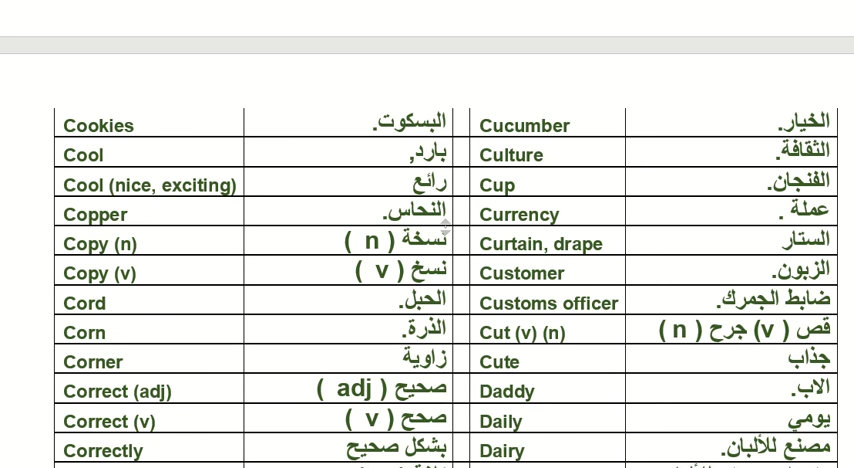 Cookies البسكوت. Cucumber الخيار.
Cool بارد, Culture الثقافة.
Cool (nice, exciting) رائع Cup الفنجان.
Copper النحاس. Currency عملة .
Copy (n) نسخة ( n ) Curtain, drape الستار
Copy (v) نسخ ( v ) Customer الزبون.
Cord الحبل. Customs officer ضابط الجمرك.
Corn الذرة. Cut (v) (n) قص ( v) جرح ( n )
Corner زاوية Cute جذاب
Correct (adj) صحيح ( adj ) Daddy الاب.
Correct (v) صحح ( v ) Daily يومي
Correctly بشكل صحيح Dairy مصنع للألبان.